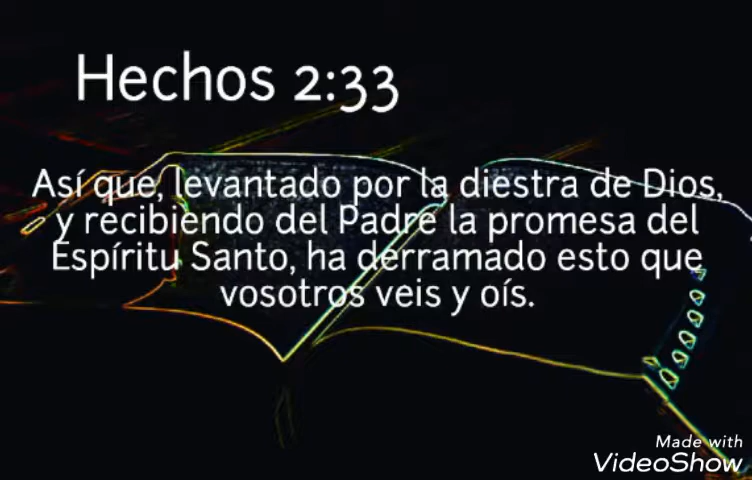 Hechos 2:33
Así que, levantado por la diestra de Dios,
y recibiendo del Padre la promesa del
Espíritu Santo, ha derramado esto que
vosotros veis y oís.
Made with
VideoShow